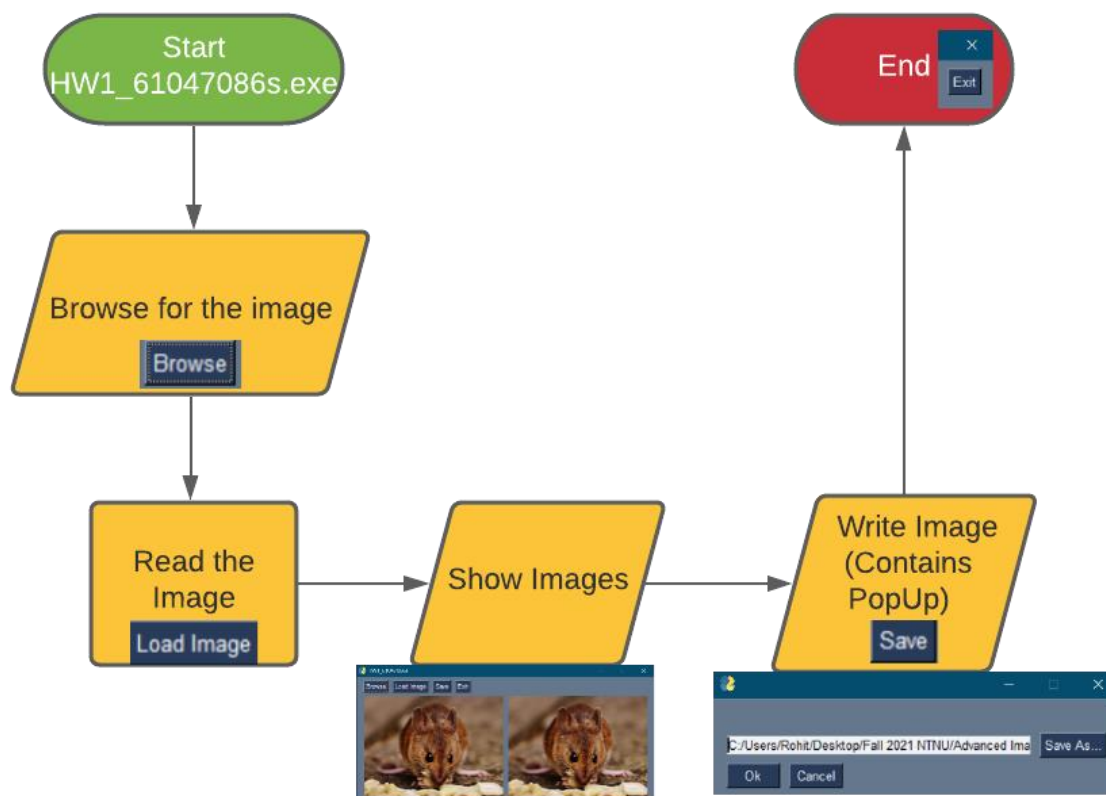 Start
HW1_61047086s.exe
Browse for the image
Browse
Read the
Image
Load Image
Show Images
Browse Load Image Save Exit
Write Image
(Contains
PopUp)
Save
C:/Users/Rohit/Desktop/Fall 2021 NTNU/Advanced Ima Save As...
Ok Cancel
End
Exit